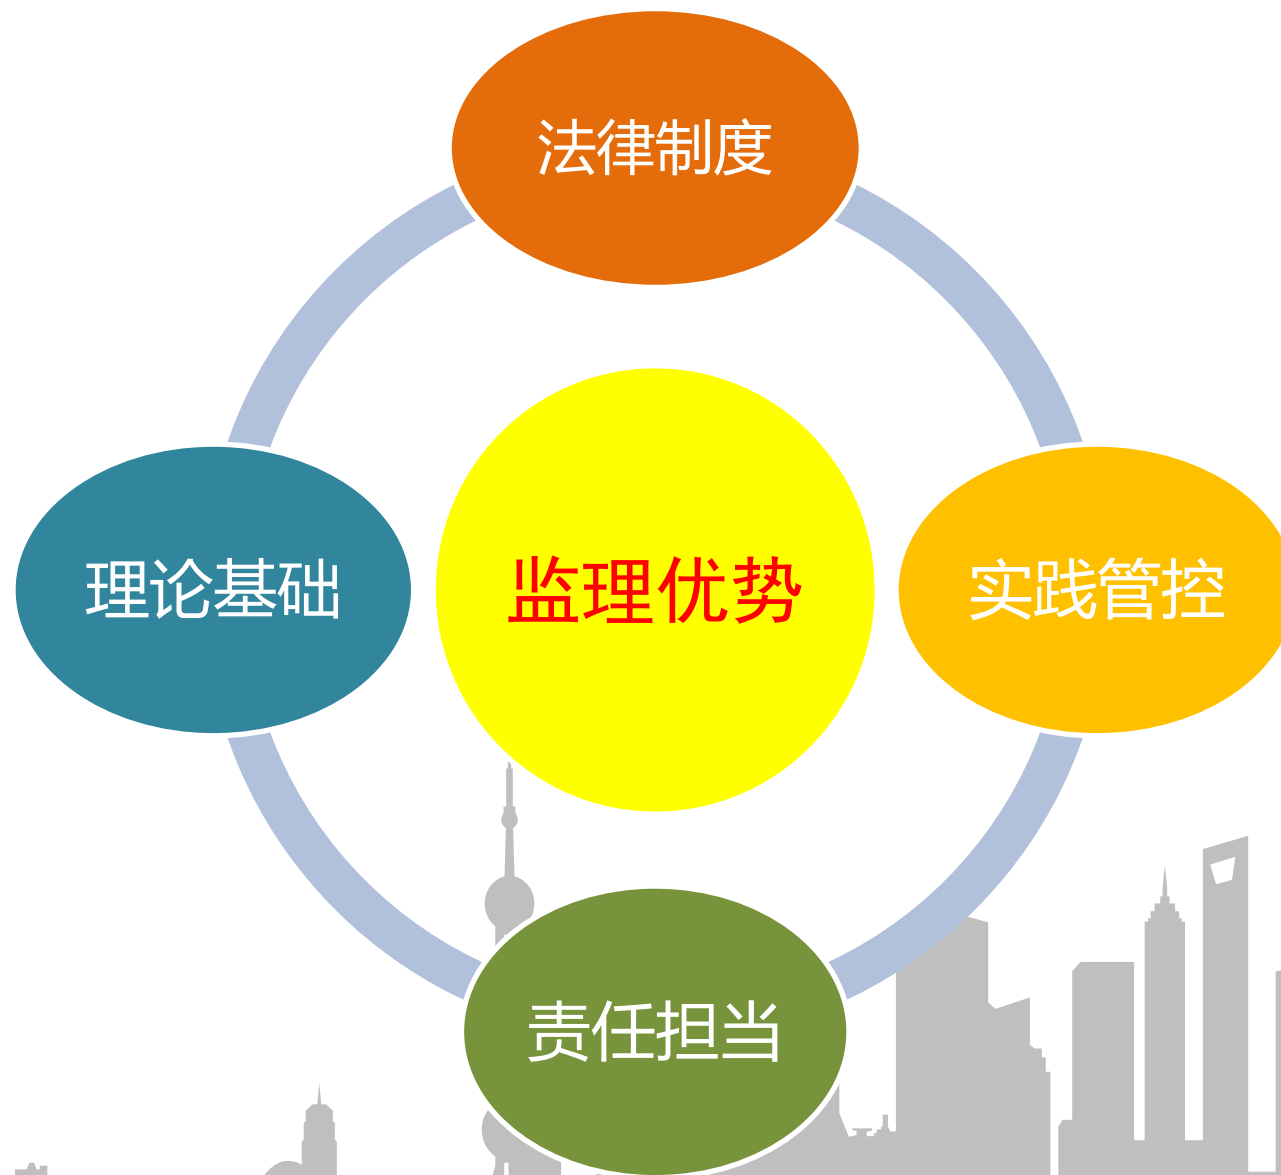 法律制度
理论基础
监理优势
实践管控
责任担当